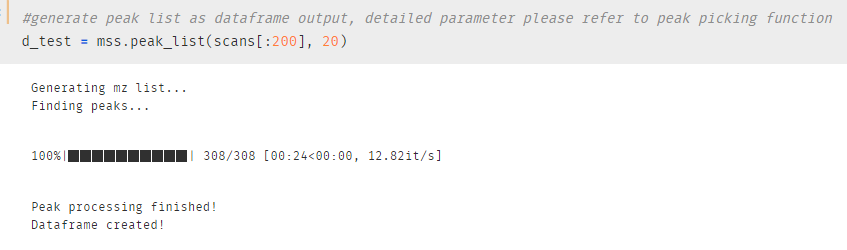 #generate peak list as dataframe output, detailed parameter please refer to peak picking function
d_test = mss.peak_list(scans[:200], 20)
Generating mz list...
Finding peaks...
100%|██████████| 308/308 [00:24<00:00, 12.82it/s]
Peak processing finished!
Dataframe created!